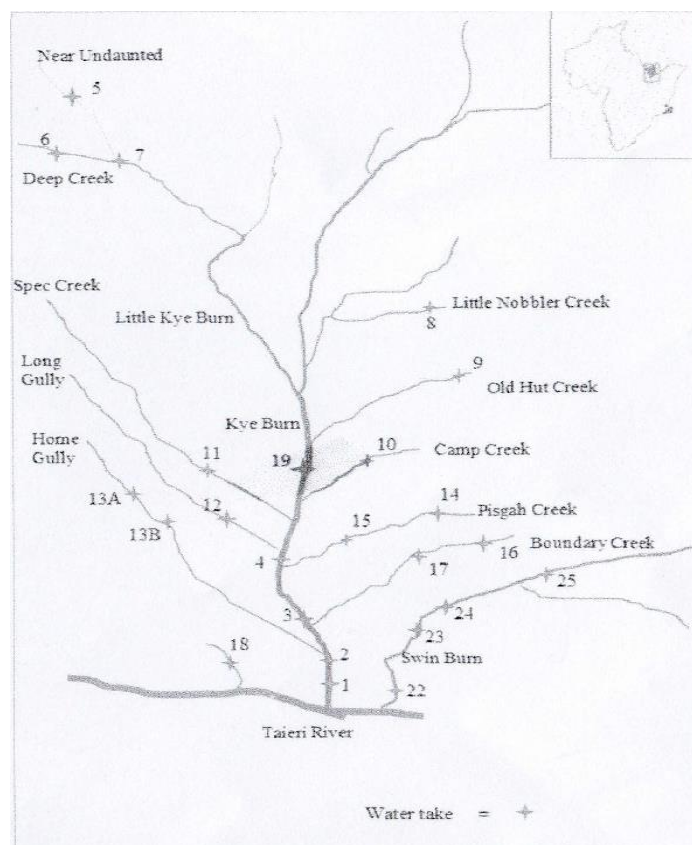 Near Undaunted
5
6
7
Deep Creek
Spec Creek
Little Kye Burn
Little Nobbler Creek
8
Long
Gully
9
Old Hut Creek
Kye Burn
Home
Gully
11
19
10
Camp Creek
13A
12
14
Pisgah Creek
13B
15
4
16
Boundary Creek
17
25
3
24
23
18
2
Swin Burn
1
22
Taieri River
Water take =